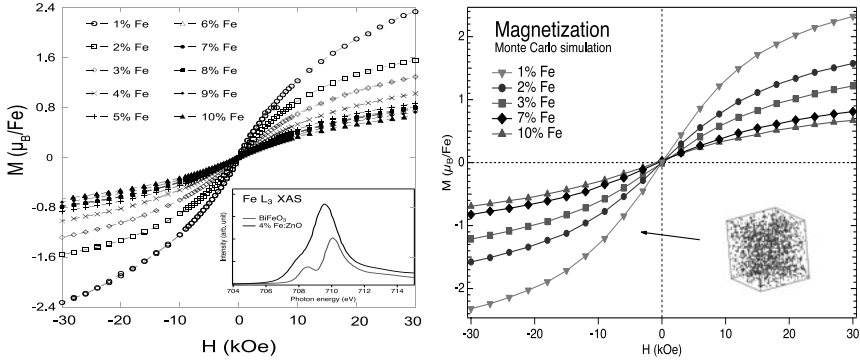 2.4
1.6
0.8
0
-0.8
-1.6
-2.4
M (μB/Fe)
1% Fe
2% Fe
3% Fe
4% Fe
5% Fe
6% Fe
7% Fe
8% Fe
9% Fe
10% Fe
Fe L3 XAS
BiFeO3
4% Fe:ZnO
Intensity (arb. unit)
704 706 708 710 712 714
Photon energy (eV)
-30 -20 -10 0 10 20 30
H (kOe)
Magnetization
Monte Carlo simulation
1% Fe
2% Fe
3% Fe
7% Fe
10% Fe
2
1
0
-1
-2
M (μB/Fe)
-30 -20 -10 0 10 20 30
H (kOe)